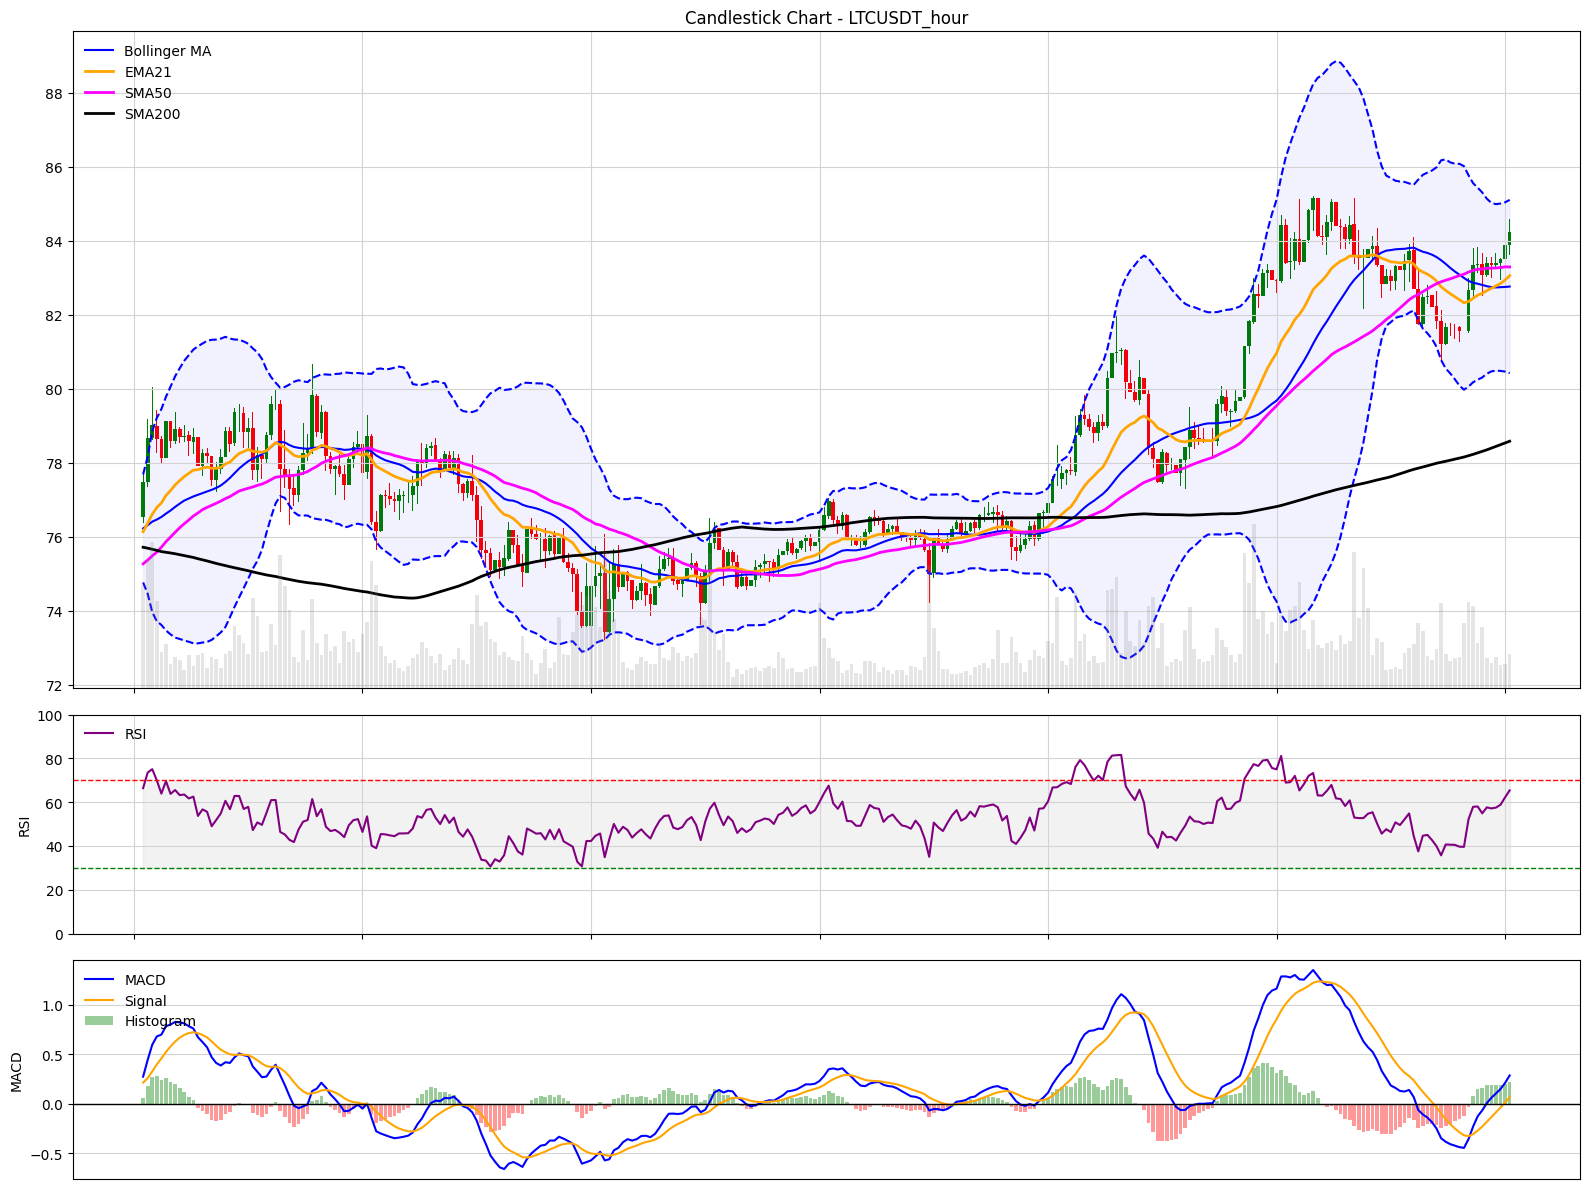 Candlestick Chart - LTCUSDT_hour
Bollinger MA
EMA21
SMA50
SMA200
88
86
84
82
80
78
76
74
72
RSI
100
80
60
40
20
0
RSI
MACD
Signal
Histogram
1.0
0.5
0.0
−0.5
MACD